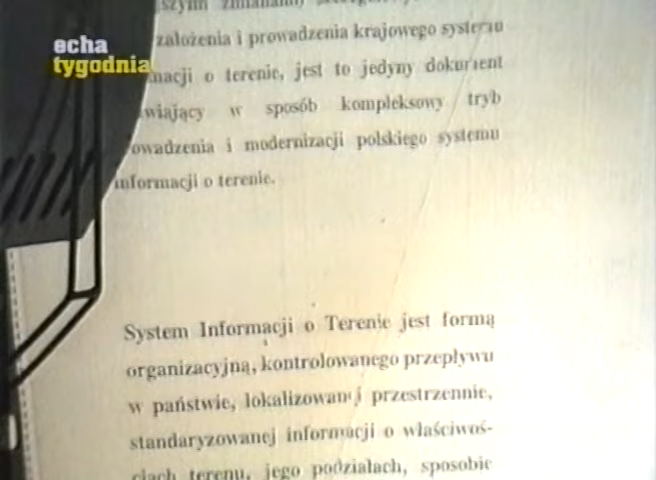 echa
tygodnia
założenia i prowadzenia krajowego systemu
macji o terenie, jest to jedyny dokument
wiający w sposób kompleksowy tryb
owadzenia i modernizacji polskiego systemu
informacji o terenie.
System Informacji o Terenie jest formą
organizacyjną, kontrolowanego przepływu
w państwie, lokalizowanej przestrzennie,
standaryzowanej informacji o właściwoś-
ciach terenu, jego podziałach, sposobie